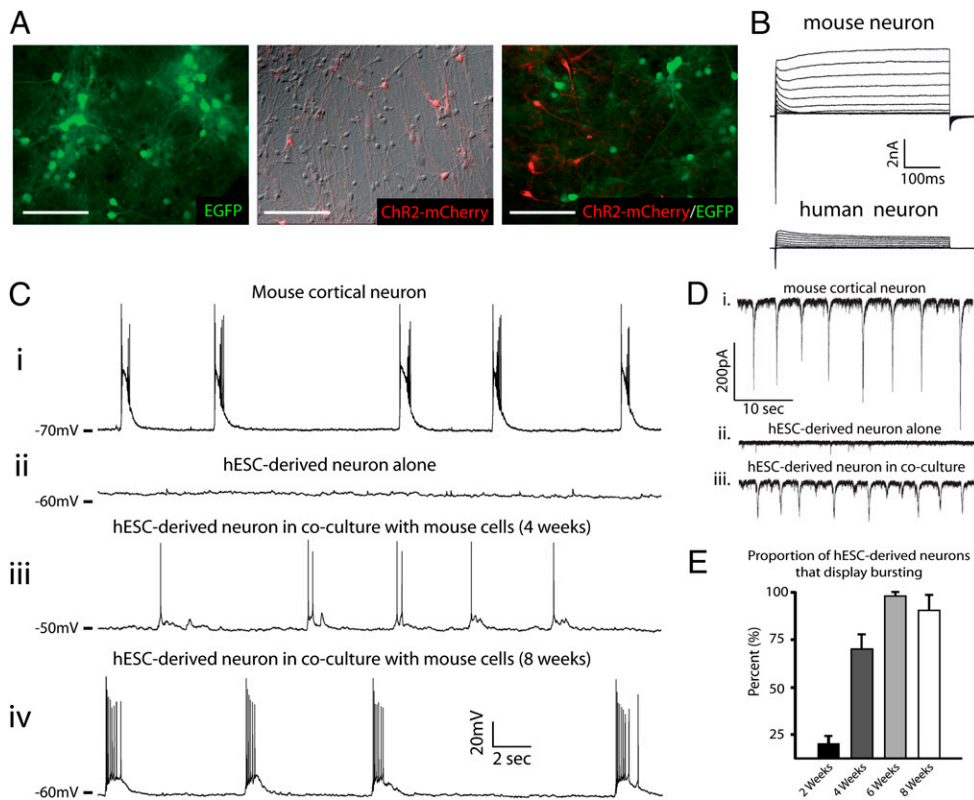 A
EGFP
ChR2-mCherry
ChR2-mCherry/EGFP
B
mouse neuron
2nA
100ms
human neuron
C
Mouse cortical neuron
i
-70mV
ii
hESC-derived neuron alone
-60mV
hESC-derived neuron in co-culture with mouse cells (4 weeks)
iii
-50mV
hESC-derived neuron in co-culture with mouse cells (8 weeks)
iv
20mV
2 sec
-60mV
D
mouse cortical neuron
i.
200pA
10 sec
hESC-derived neuron alone
ii.
hESC-derived neuron in co-culture
iii.
E
Proportion of hESC-derived neurons
that display bursting
Percent (%)
100
75
50
25
2 Weeks
4 Weeks
6 Weeks
8 Weeks